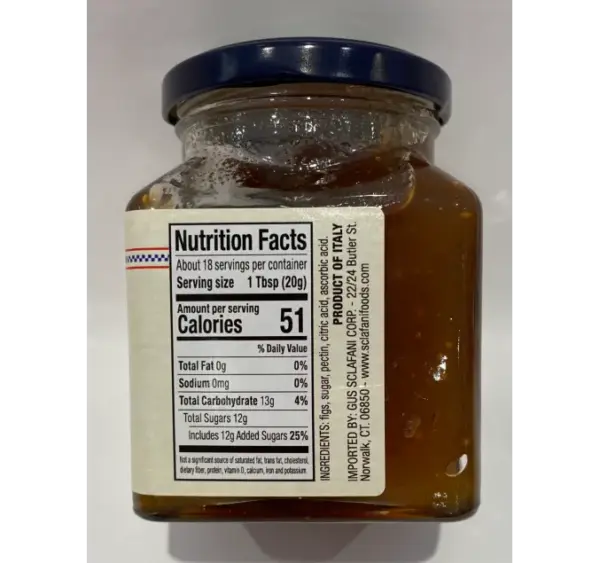 Nutrition Facts
About 18 servings per container
Serving size 1 Tbsp (20g)
Amount per serving
Calories 51
% Daily Value
Total Fat 0g 0%
Sodium 0mg 0%
Total Carbohydrate 13g 4%
Total Sugars 12g
Includes 12g Added Sugars 25%
Not a significant source of saturated fat, trans fat, cholesterol,
dietary fiber, protein, vitamin D, calcium, iron and potassium
INGREDIENTS: figs, sugar, pectin, citric acid, ascorbic acid.
PRODUCT OF ITALY
IMPORTED BY: GUS SCLAFANI CORP. - 22/24 Butler St.
Norwalk, CT. 06850 - www.sclafanifoods.com